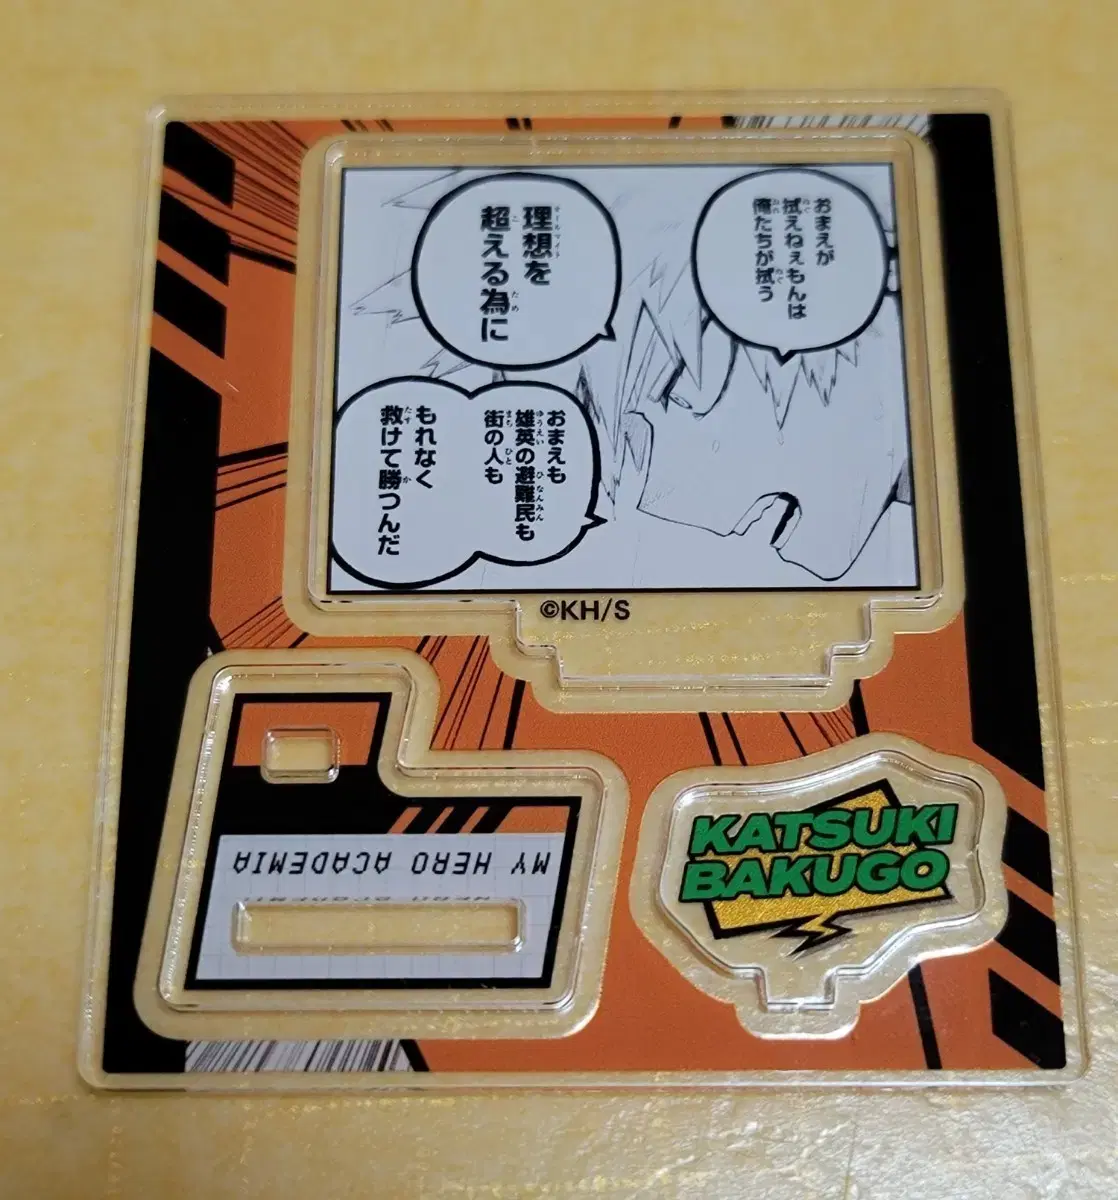 おまえが
拭えねぇもんは
俺たちが拭う
理想を
超える為に
おまえも
雄英の避難民も
街の人も
もれなく
救けて勝つんだ
©KH/S
MY HERO ACADEMIA
KATSUKI
BAKUGO